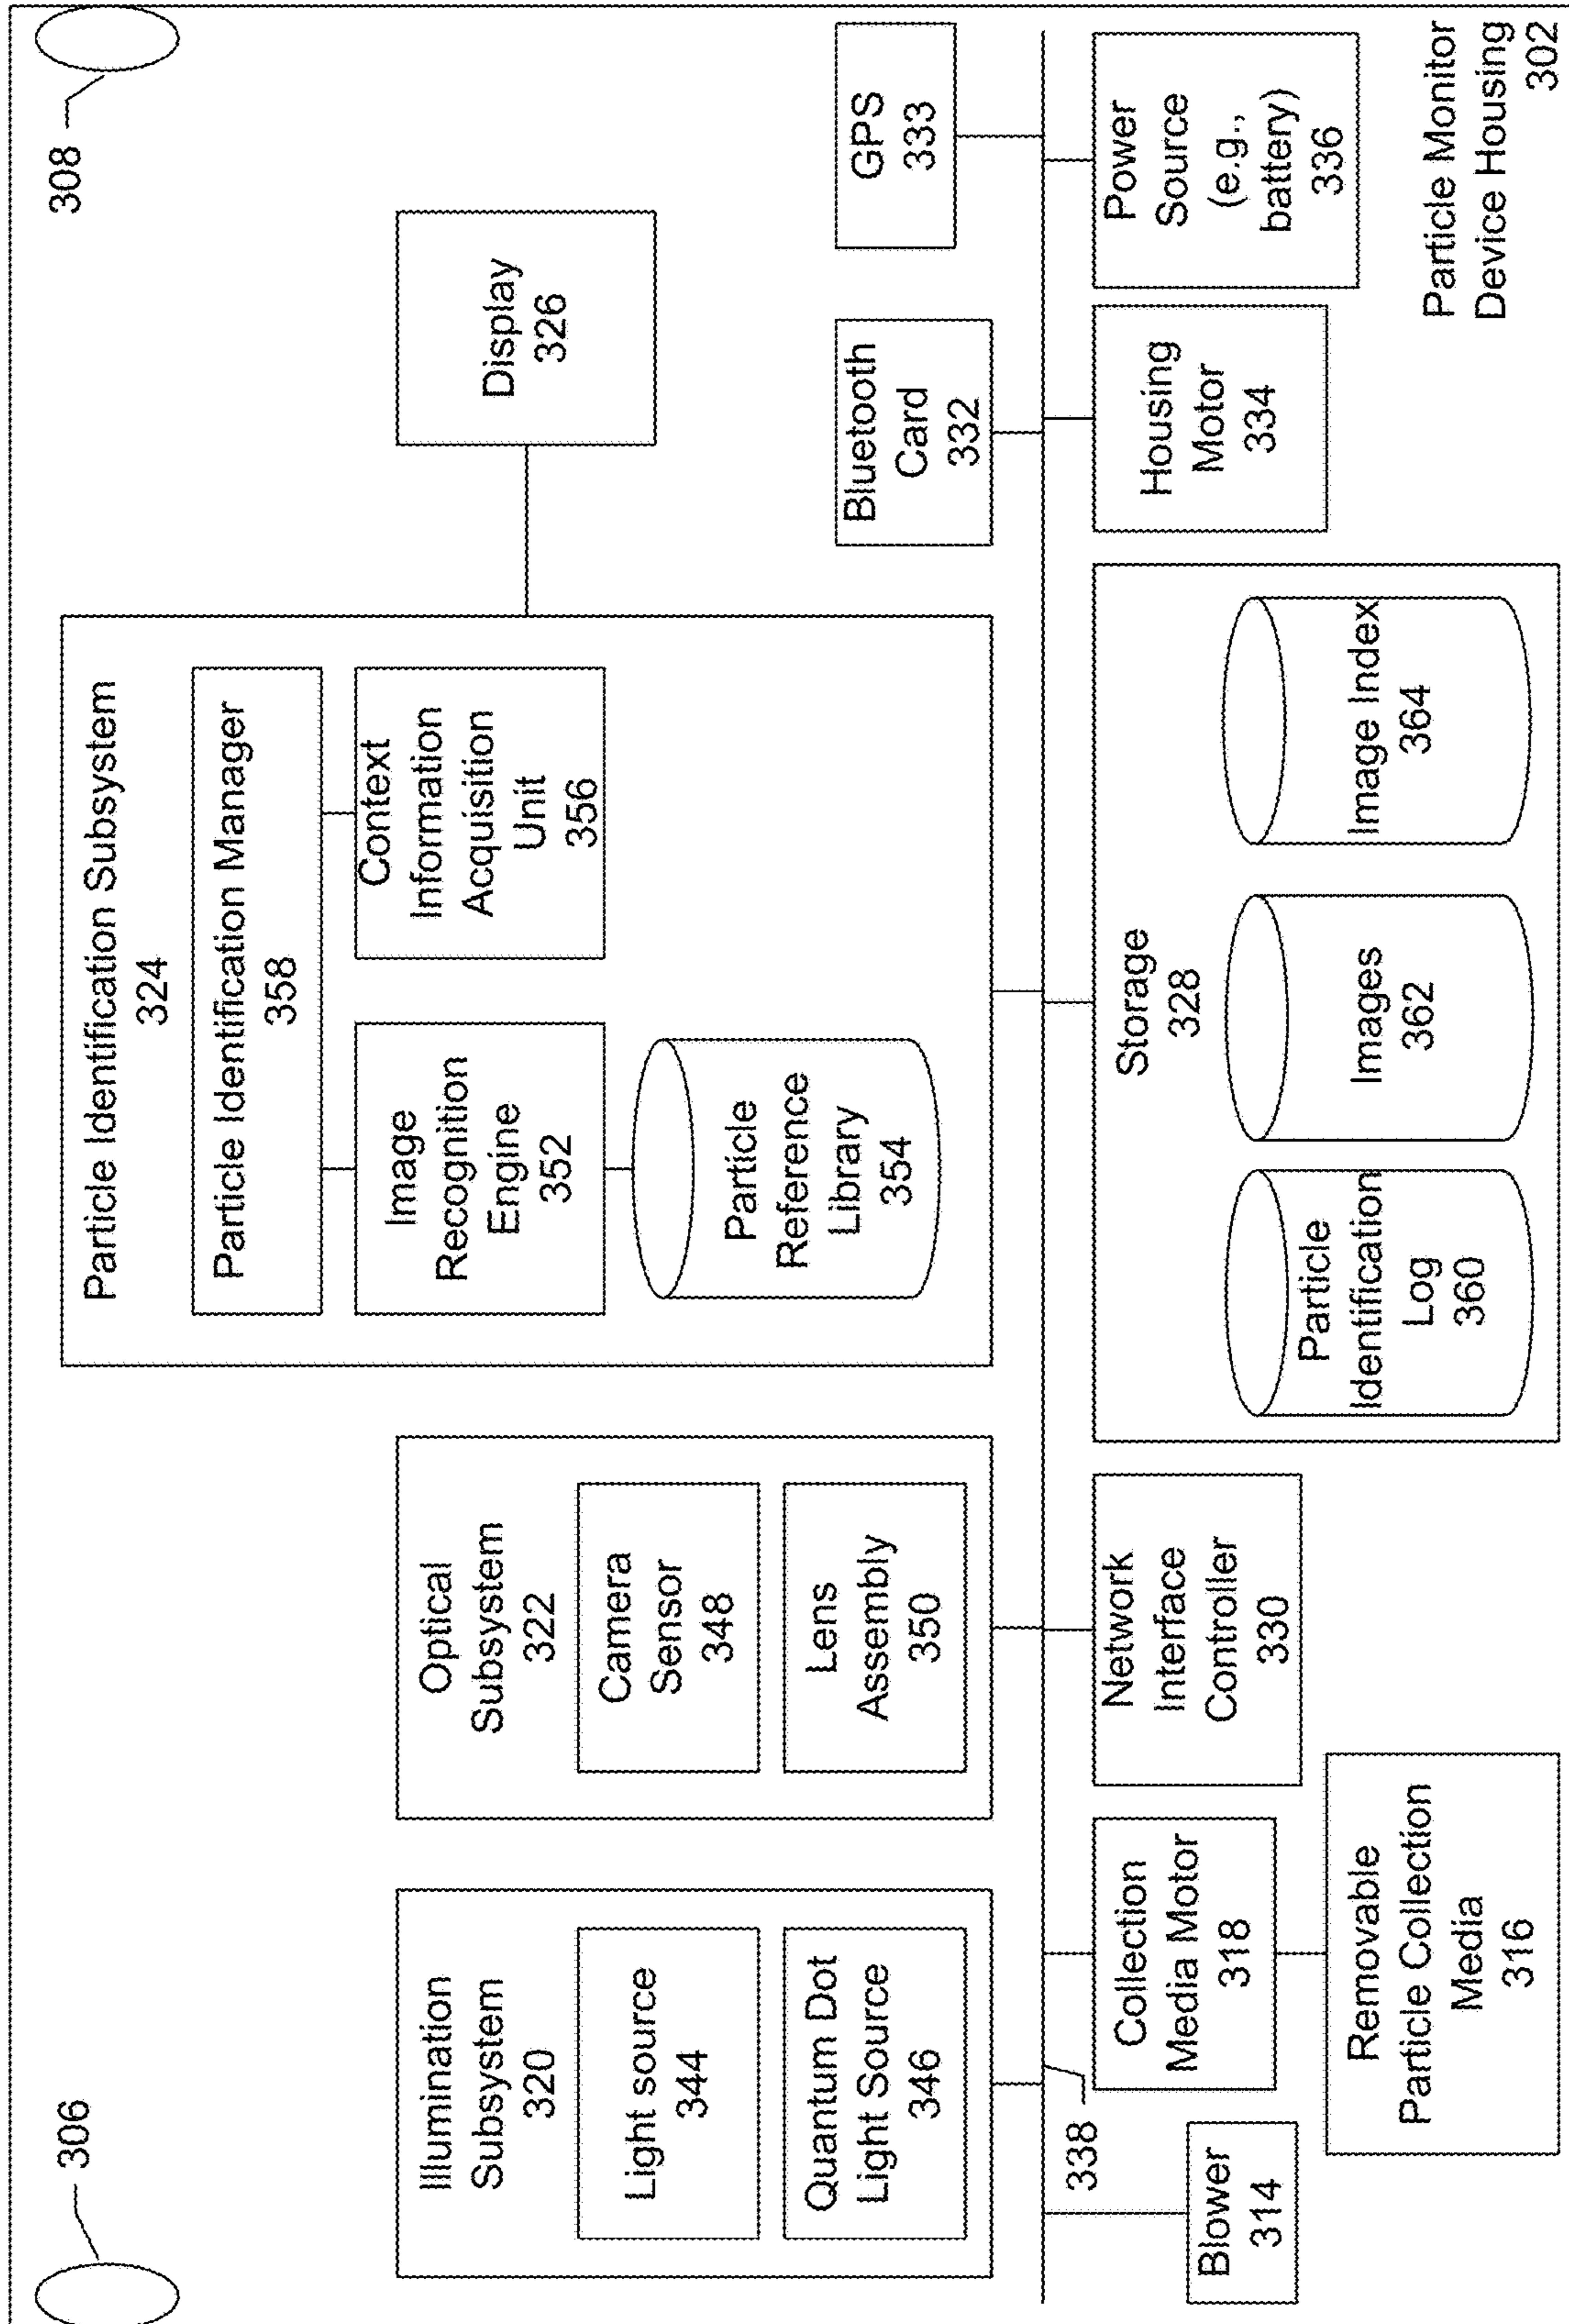 306
308
Illumination
Subsystem
320
Light source
344
Quantum Dot
Light Source
346
Optical
Subsystem
322
Camera
Sensor
348
Lens
Assembly
350
Particle Identification Subsystem
324
Particle Identification Manager
358
Image
Recognition
Engine
352
Context
Information
Acquisition
Unit
356
Particle
Reference
Library
354
Display
326
Bluetooth
Card
332
GPS
333
338
Blower
314
Collection
Media Motor
318
Removable
Particle Collection
Media
316
Network
Interface
Controller
330
Storage
328
Particle
Identification
Log
360
Images
362
Image Index
364
Housing
Motor
334
Power
Source
(e.g.,
battery)
336
Particle Monitor
Device Housing
302